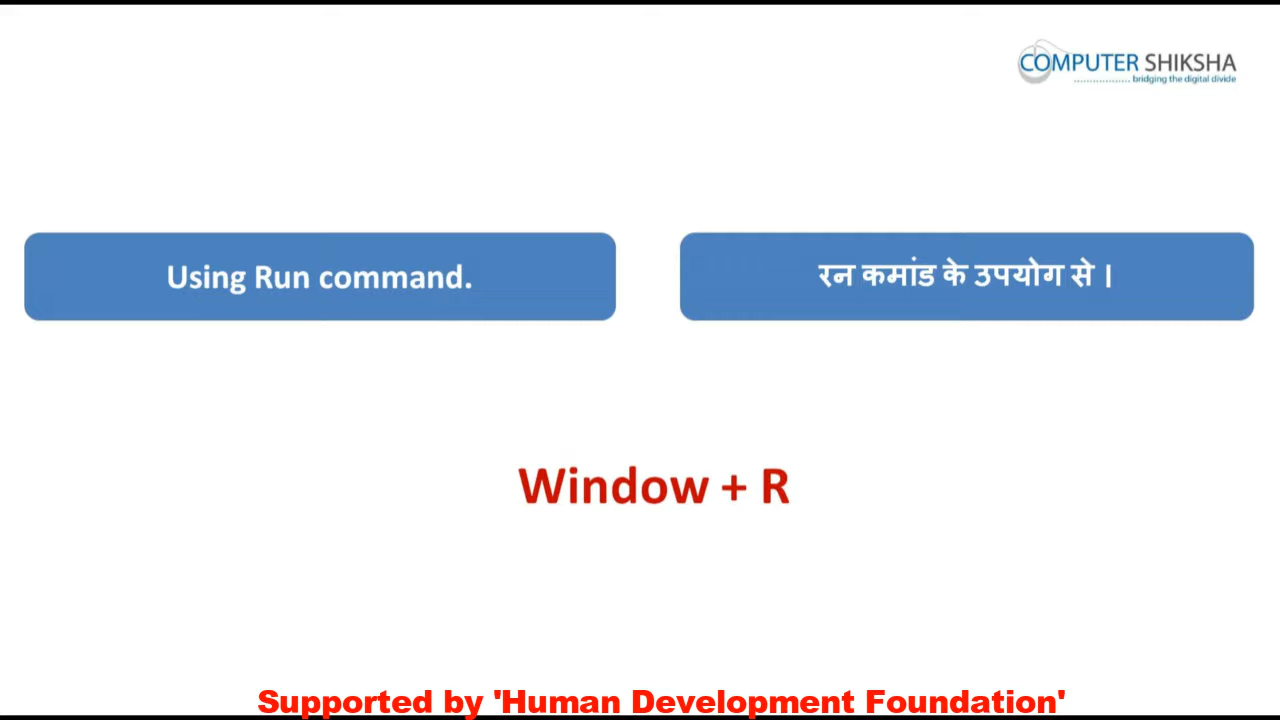 COMPUTER SHIKSHA
.................. bridging the digital divide
Using Run command.
रन कमांड के उपयोग से |
Window + R
Supported by 'Human Development Foundation'